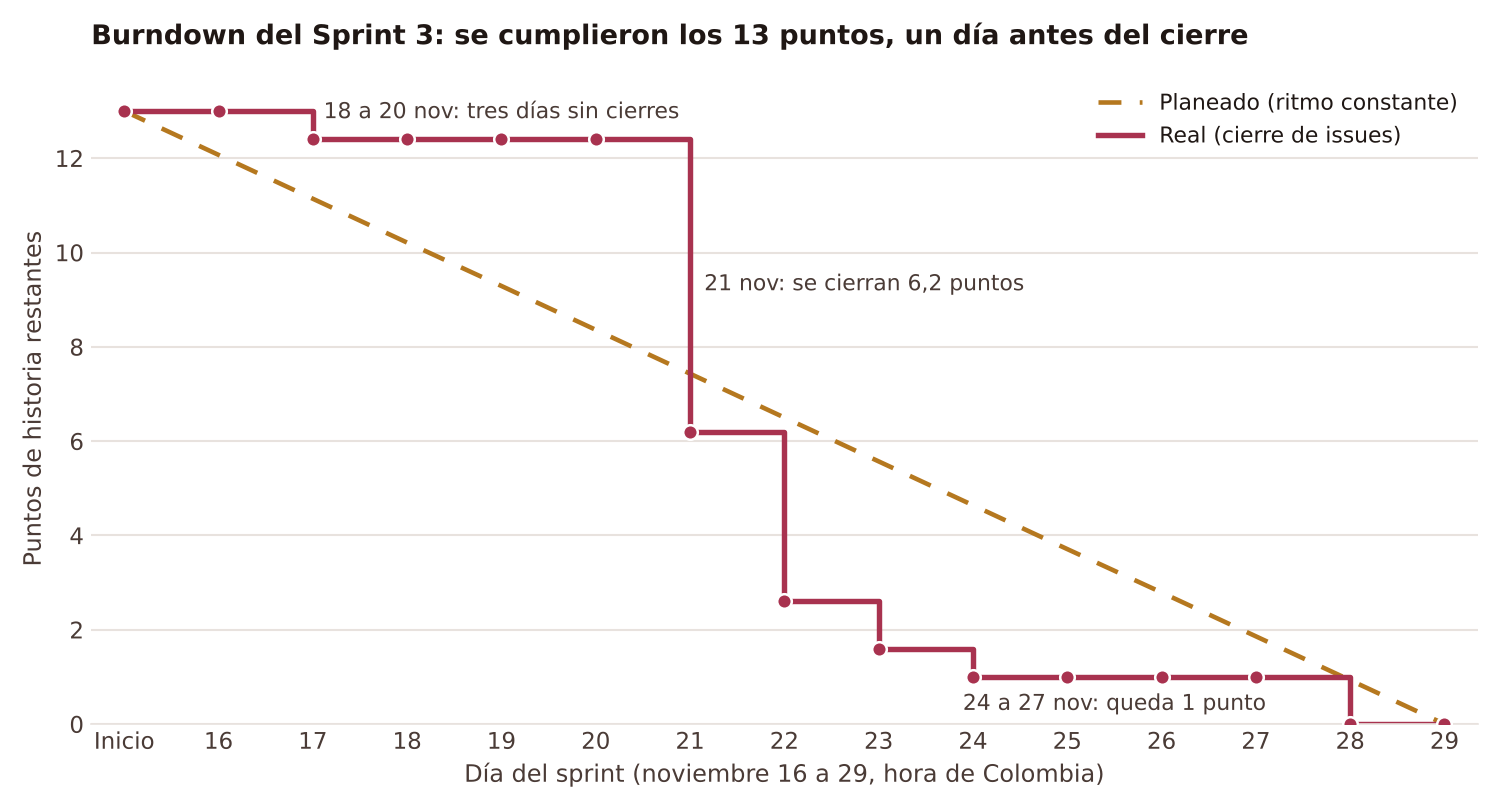 Burndown del Sprint 3: se cumplieron los 13 puntos, un día antes del cierre
18 a 20 nov: tres días sin cierres
Planeado (ritmo constante)
Real (cierre de issues)
21 nov: se cierran 6,2 puntos
24 a 27 nov: queda 1 punto
Puntos de historia restantes
12
10
8
6
4
2
0
Inicio 16 17 18 19 20 21 22 23 24 25 26 27 28 29
Día del sprint (noviembre 16 a 29, hora de Colombia)